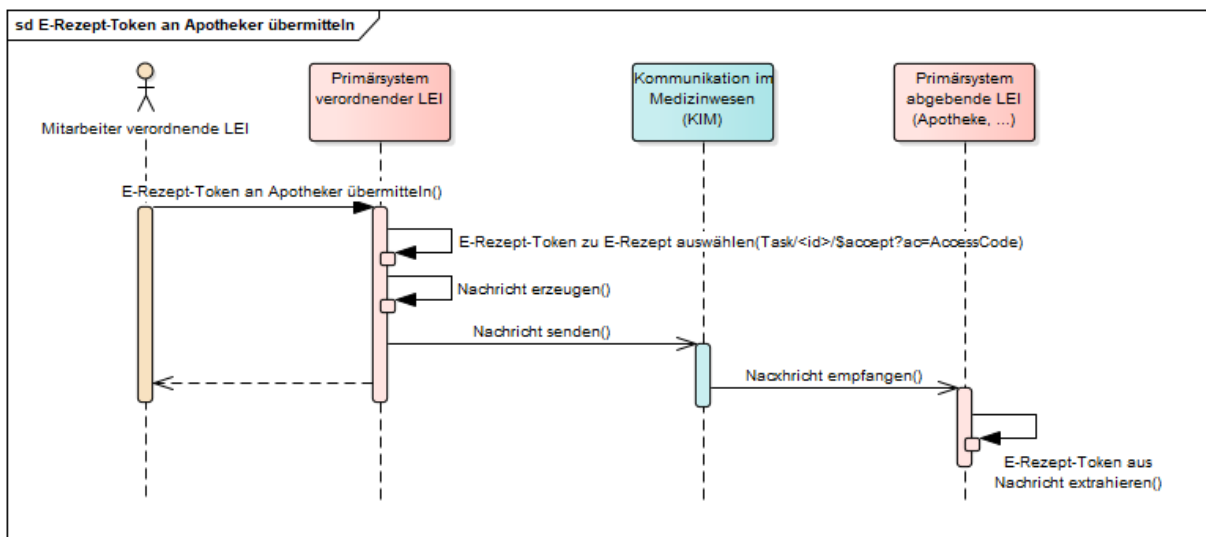 sd E-Rezept-Token an Apotheker übermitteln
Mitarbeiter verordnende LEI
Primärsystem
verordnender LEI
Kommunikation im
Medizinwesen
(KIM)
Primärsystem
abgebende LEI
(Apotheke, ...)
E-Rezept-Token an Apotheker übermitteln()
E-Rezept-Token zu E-Rezept auswählen(Task/<id>/$accept?ac=AccessCode)
Nachricht erzeugen()
Nachricht senden()
Nacxhricht empfangen()
E-Rezept-Token aus
Nachricht extrahieren()